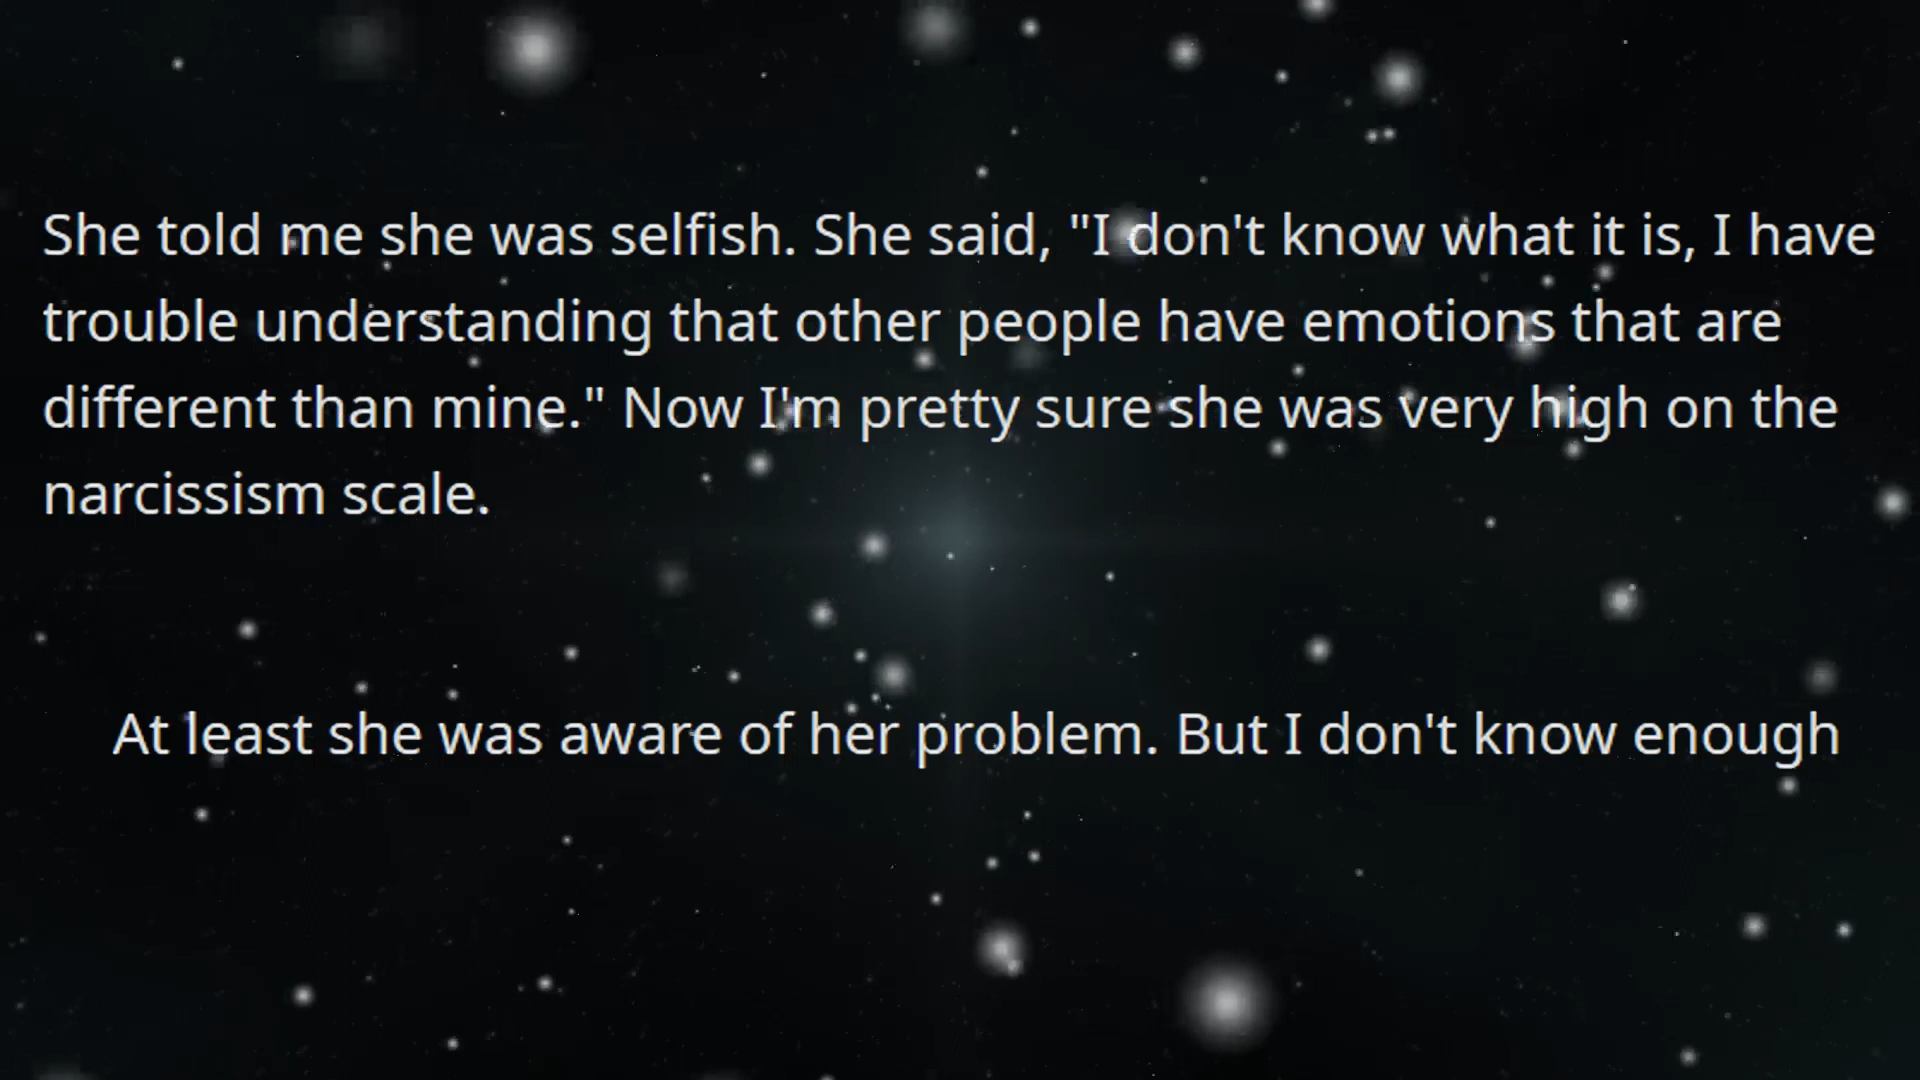 She told me she was selfish. She said, "I don't know what it is, I have
trouble understanding that other people have emotions that are
different than mine." Now I'm pretty sure she was very high on the
narcissism scale.
At least she was aware of her problem. But I don't know enough